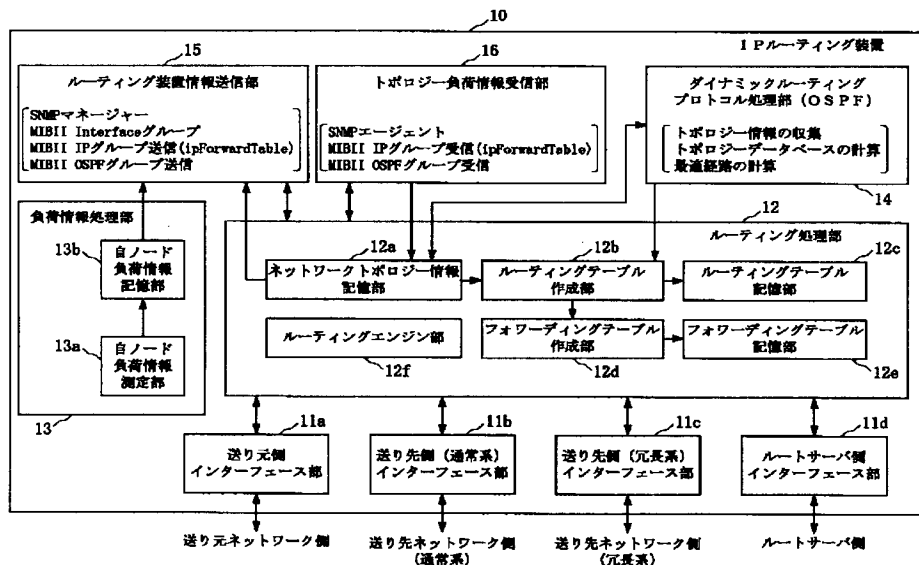 10
IPルーティング装置
15
ルーティング装置情報送信部
SNMPマネージャー
MIBII Interfaceグループ
MIBII IPグループ送信(ipForwardTable)
MIBII OSPFグループ送信
16
トポロジー負荷情報受信部
SNMPエージェント
MIBII IPグループ受信(ipForwardTable)
MIBII OSPFグループ受信
ダイナミックルーティング
プロトコル処理部(OSPF)
トポロジー情報の収集
トポロジーデータベースの計算
最適経路の計算
14
負荷情報処理部
13b
自ノード
負荷情報
記憶部
13a
自ノード
負荷情報
測定部
13
12
ルーティング処理部
12a
ネットワークトポロジー情報
記憶部
12b
ルーティングテーブル
作成部
12c
ルーティングテーブル
記憶部
ルーティングエンジン部
12f
フォワーディングテーブル
作成部
12d
フォワーディングテーブル
記憶部
12e
11a
送り元側
インターフェース部
11b
送り先側(通常系)
インターフェース部
11c
送り先側(冗長系)
インターフェース部
11d
ルートサーバ側
インターフェース部
送り元ネットワーク側
送り先ネットワーク側
(通常系)
送り先ネットワーク側
(冗長系)
ルートサーバ側